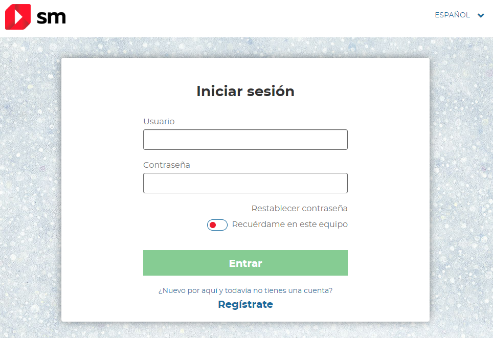 sm
ESPAÑOL
Iniciar sesión
Usuario
Contraseña
Restablecer contraseña
Recuérdame en este equipo
Entrar
¿Nuevo por aquí y todavía no tienes una cuenta?
Regístrate